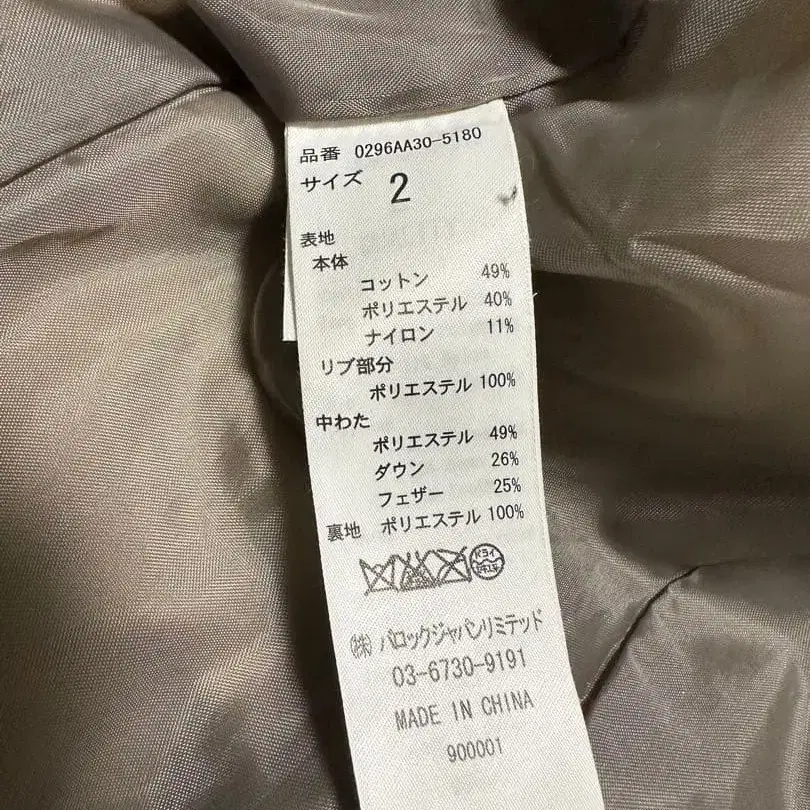 品番 0296AA30-5180
サイズ 2
表地
本体
コットン 49%
ポリエステル 40%
ナイロン 11%
リブ部分
ポリエステル 100%
中わた
ポリエステル 49%
ダウン 26%
フェザー 25%
裏地 ポリエステル 100%
ドライ
㈱バロックジャパンリミテッド
03-6730-9191
MADE IN CHINA
900001